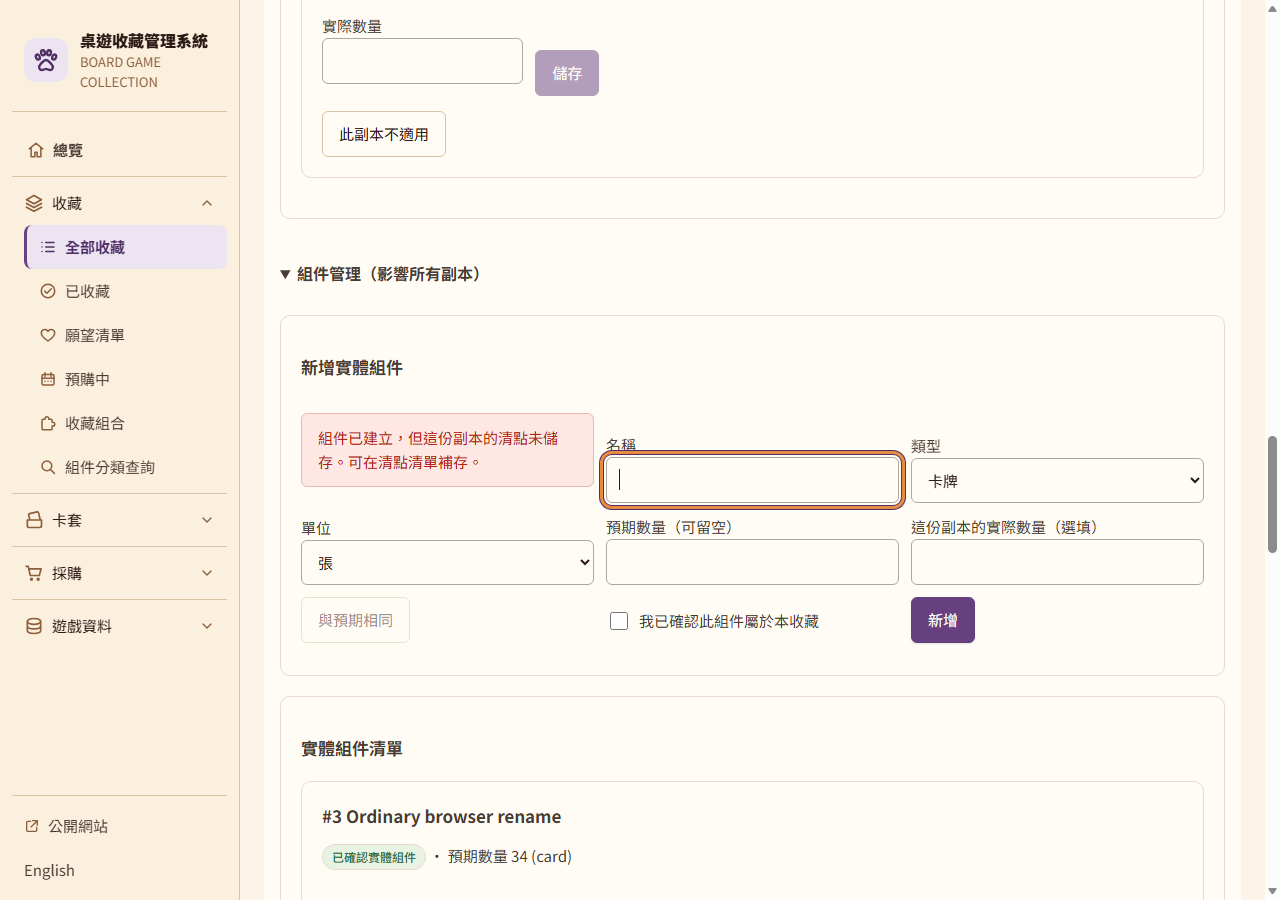 桌遊收藏管理系統
BOARD GAME
COLLECTION
總覽
收藏
全部收藏
已收藏
願望清單
預購中
收藏組合
組件分類查詢
卡套
採購
遊戲資料
公開網站
English
實際數量
儲存
此副本不適用
▼ 組件管理（影響所有副本）
新增實體組件
組件已建立，但這份副本的清點未儲
存。可在清點清單補存。
名稱
類型
卡牌
單位
張
預期數量（可留空）
這份副本的實際數量（選填）
與預期相同
我已確認此組件屬於本收藏
新增
實體組件清單
#3 Ordinary browser rename
已確認實體組件 ・ 預期數量 34 (card)